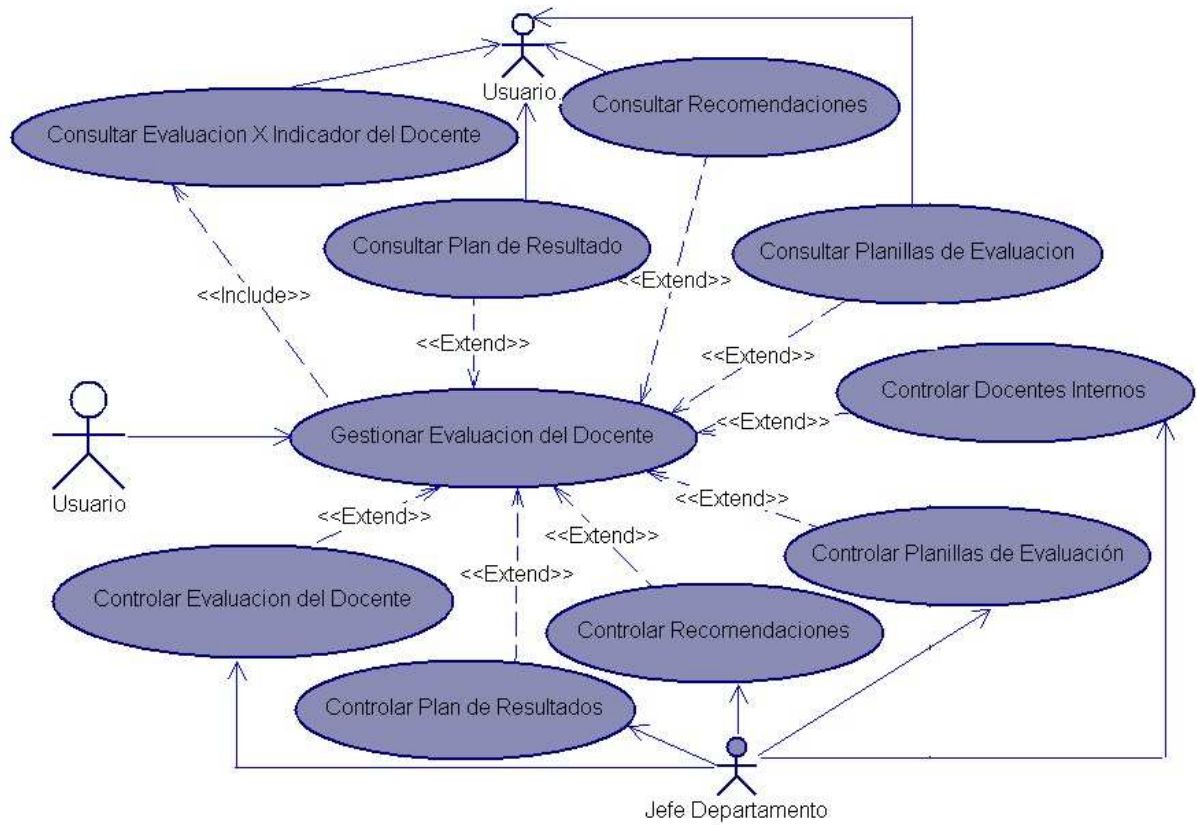 Usuario
Consultar Recomendaciones
Consultar Evaluacion X Indicador del Docente
Consultar Plan de Resultado
Consultar Planillas de Evaluacion
<<Include>>
<<Extend>>
<<Extend>>
<<Extend>>
Controlar Docentes Internos
<<Extend>>
Gestionar Evaluacion del Docente
Usuario
<<Extend>>
<<Extend>>
<<Extend>>
<<Extend>>
Controlar Planillas de Evaluación
Controlar Evaluacion del Docente
Controlar Recomendaciones
Controlar Plan de Resultados
Jefe Departamento